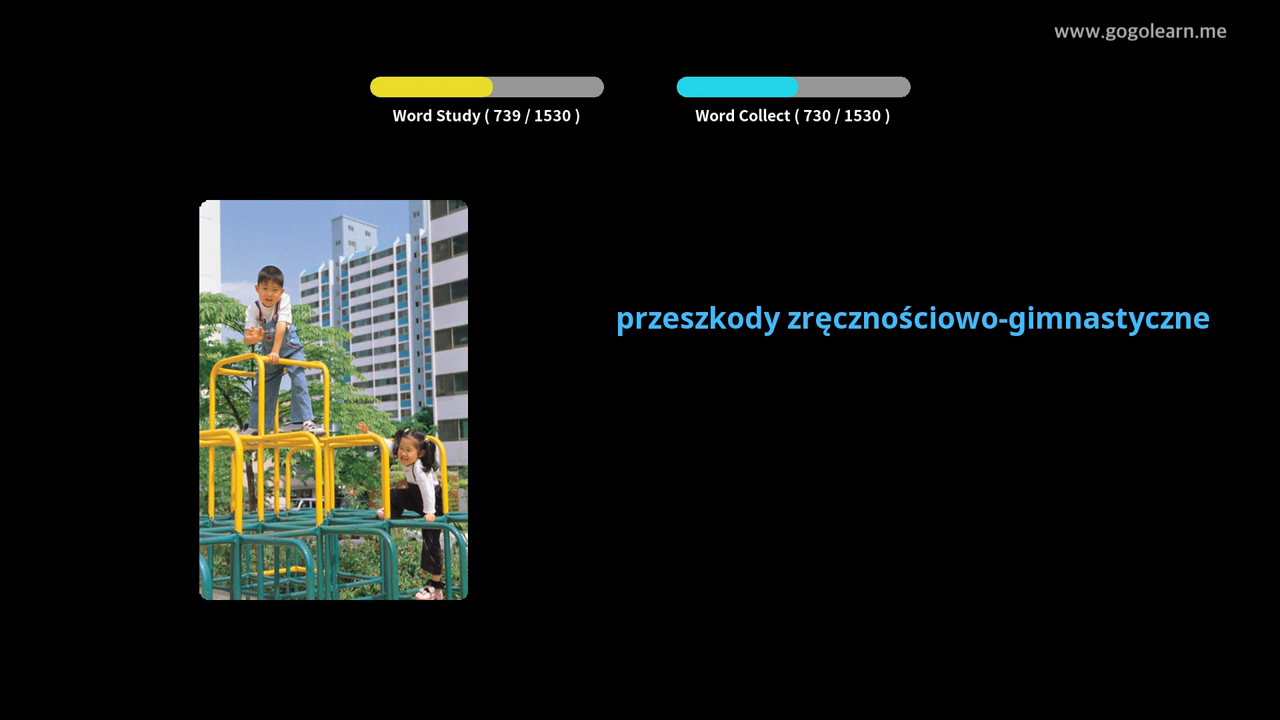 www.gogolearn.me
Word Study ( 739 / 1530 )
Word Collect ( 730 / 1530 )
przeszkody zręcznościowo-gimnastyczne